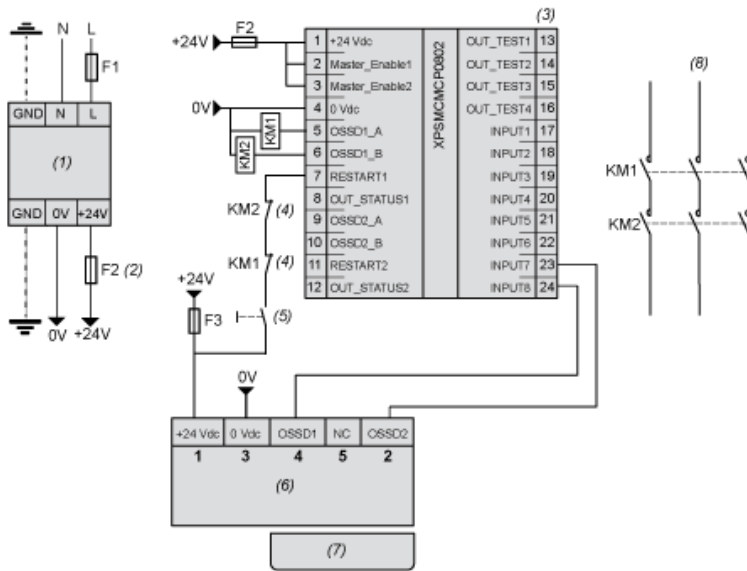 N L
F1
GND N L
(1)
GND 0V +24V
F2 (2)
0V +24V
(3)
+24V F2
0V
KM1
KM2
XPSMCMCP0802
1 +24 Vdc
2 Master_Enable1
3 Master_Enable2
4 0 Vdc
5 OSSD1_A
6 OSSD1_B
7 RESTART1
8 OUT_STATUS1
9 OSSD2_A
10 OSSD2_B
11 RESTART2
12 OUT_STATUS2
OUT_TEST1 13
OUT_TEST2 14
OUT_TEST3 15
OUT_TEST4 16
INPUT1 17
INPUT2 18
INPUT3 19
INPUT4 20
INPUT5 21
INPUT6 22
INPUT7 23
INPUT8 24
KM2 (4)
KM1 (4)
+24V
F3
(5)
0V
+24 Vdc 0 Vdc OSSD1 NC OSSD2
1 3 4 5 2
(6)
(7)
(8)
KM1
KM2